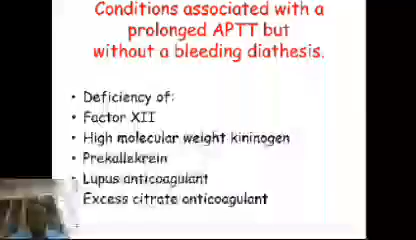 Conditions associated with a
prolonged APTT but
without a bleeding diathesis.
• Deficiency of:
• Factor XII
• High molecular weight kininogen
• Prekallekrein
• Lupus anticoagulant
Excess citrate anticoagulant